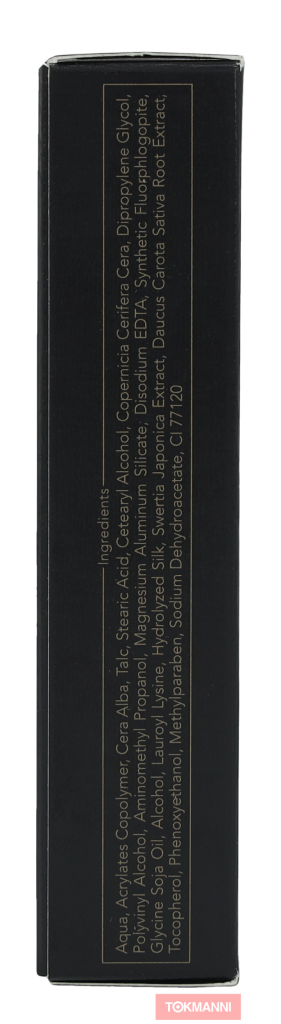 Ingredients
Aqua, Acrylates Copolymer, Cera Alba, Talc, Stearic Acid, Cetearyl Alcohol, Copernicia Cerifera Cera, Dipropylene Glycol,
Polyvinyl Alcohol, Aminomethyl Propanol, Magnesium Aluminum Silicate, Disodium EDTA, Synthetic Fluorphlogopite,
Glycine Soja Oil, Alcohol, Lauroyl Lysine, Hydrolyzed Silk, Swertia Japonica Extract, Daucus Carota Sativa Root Extract,
Tocopherol, Phenoxyethanol, Methylparaben, Sodium Dehydroacetate, CI 77120
TOKMANNI